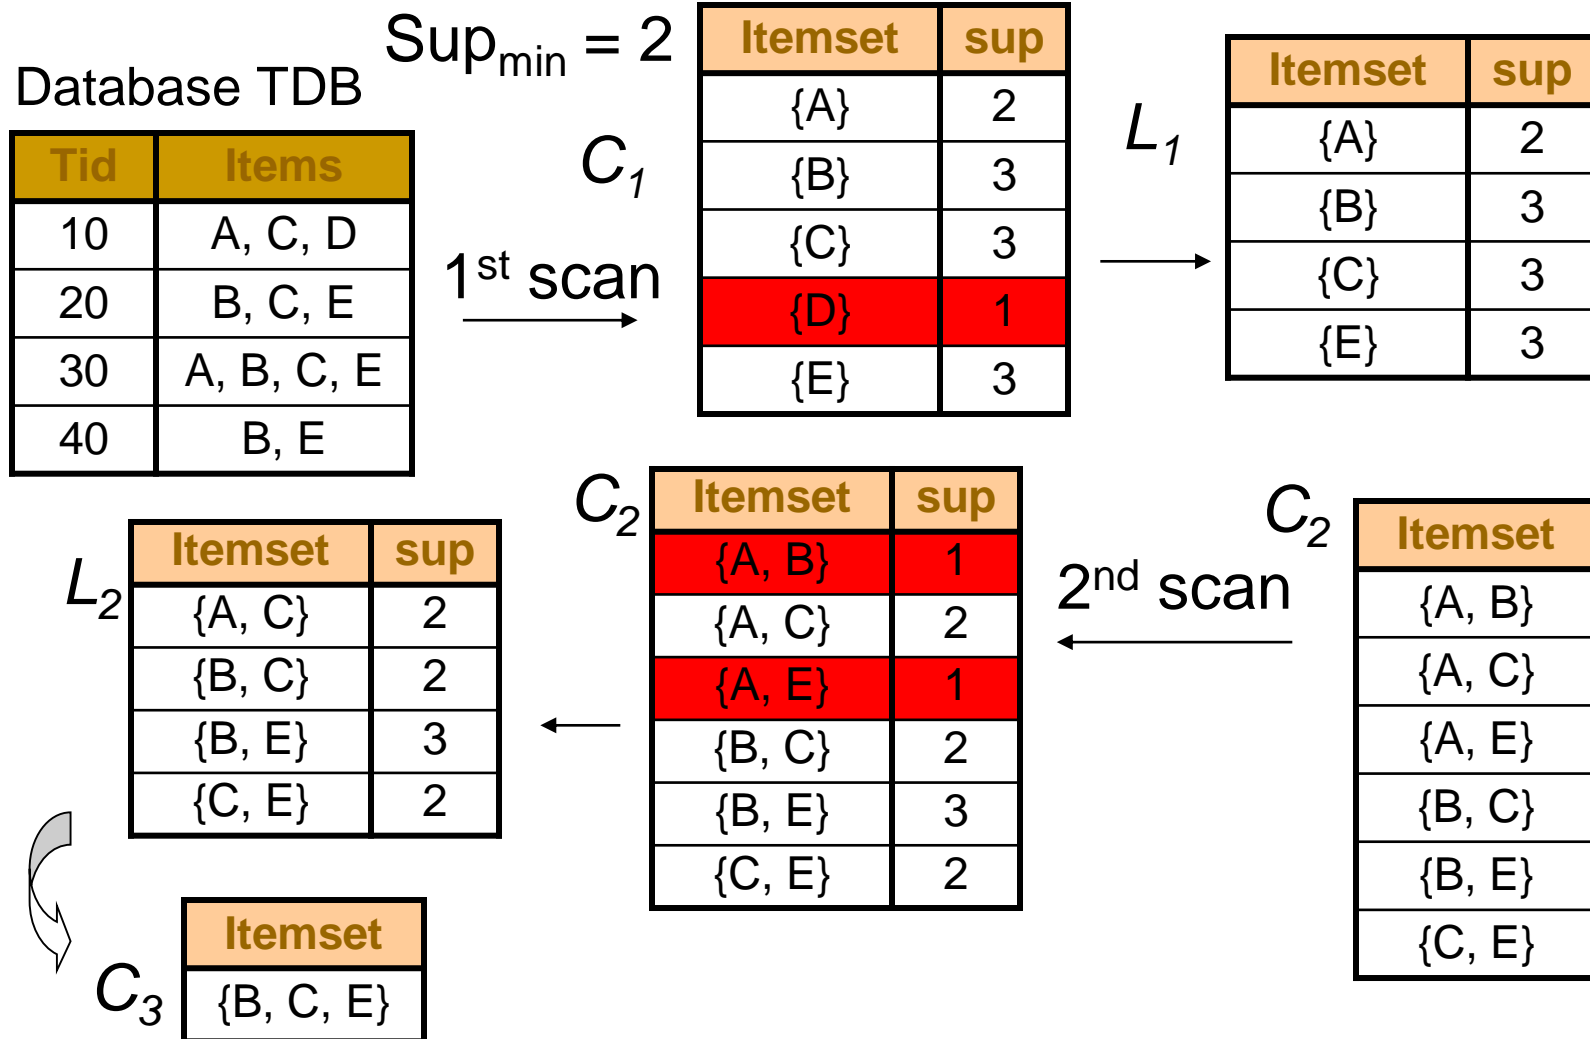 Sup_min = 2
Database TDB
Tid Items
10 A, C, D
20 B, C, E
30 A, B, C, E
40 B, E
1st scan
C1
Itemset sup
{A} 2
{B} 3
{C} 3
{D} 1
{E} 3
L1
Itemset sup
{A} 2
{B} 3
{C} 3
{E} 3
C2
Itemset
{A, B}
{A, C}
{A, E}
{B, C}
{B, E}
{C, E}
2nd scan
C2
Itemset sup
{A, B} 1
{A, C} 2
{A, E} 1
{B, C} 2
{B, E} 3
{C, E} 2
L2
Itemset sup
{A, C} 2
{B, C} 2
{B, E} 3
{C, E} 2
C3
Itemset
{B, C, E}